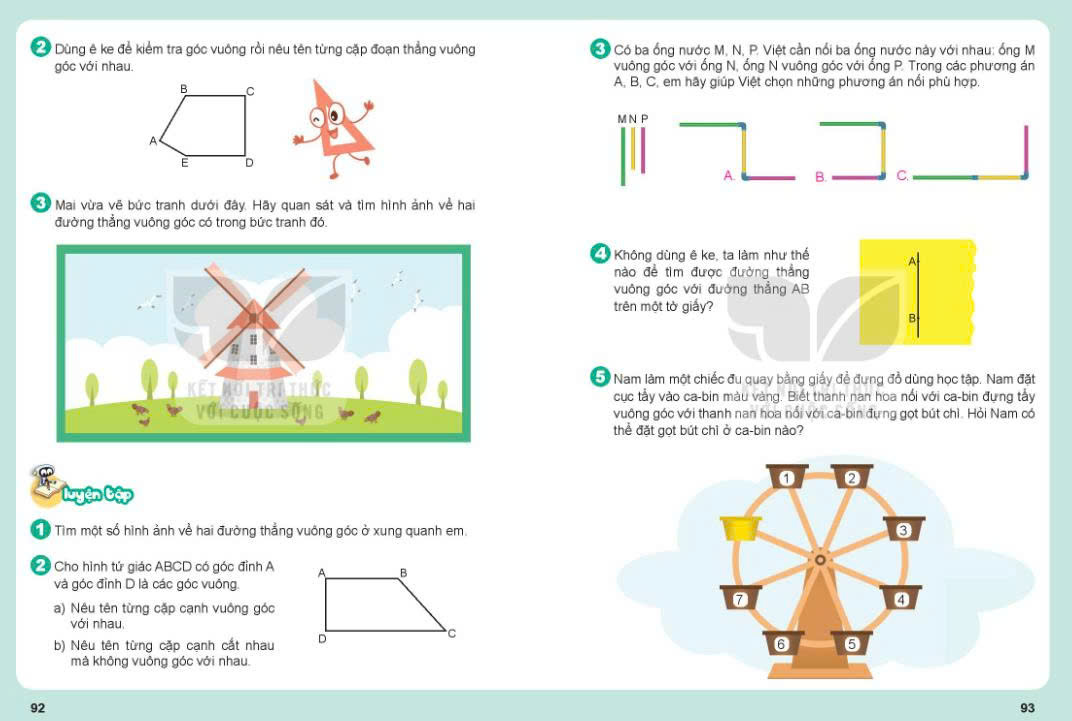 2 Dùng ê ke để kiểm tra góc vuông rồi nêu tên từng cặp đoạn thẳng vuông
góc với nhau.
B
C
A
E
D
3 Mai vừa vẽ bức tranh dưới đây. Hãy quan sát và tìm hình ảnh về hai
đường thẳng vuông góc có trong bức tranh đó.
KẾT NỐI TRI THỨC
VỚI CUỘC SỐNG
luyện tập
1 Tìm một số hình ảnh về hai đường thẳng vuông góc ở xung quanh em.
2 Cho hình tứ giác ABCD có góc đỉnh A
và góc đỉnh D là các góc vuông.
a) Nêu tên từng cặp cạnh vuông góc
với nhau.
b) Nêu tên từng cặp cạnh cắt nhau
mà không vuông góc với nhau.
A
B
D
C
92
3 Có ba ống nước M, N, P. Việt cần nối ba ống nước này với nhau: ống M
vuông góc với ống N, ống N vuông góc với ống P. Trong các phương án
A, B, C, em hãy giúp Việt chọn những phương án nối phù hợp.
M N P
A.
B.
C.
4 Không dùng ê ke, ta làm như thế
nào để tìm được đường thẳng
vuông góc với đường thẳng AB
trên một tờ giấy?
A
B
5 Nam làm một chiếc đu quay bằng giấy để đựng đồ dùng học tập. Nam đặt
cục tẩy vào ca-bin màu vàng. Biết thanh nan hoa nối với ca-bin đựng tẩy
vuông góc với thanh nan hoa nối với ca-bin đựng gọt bút chì. Hỏi Nam có
thể đặt gọt bút chì ở ca-bin nào?
KẾT NỐI TRI THỨC
VỚI CUỘC SỐNG
1
2
3
7
4
6
5
93